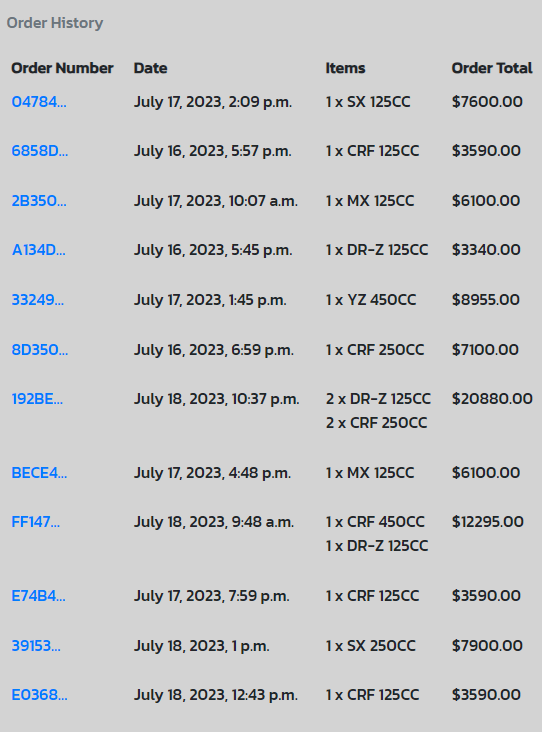 Order History
Order Number Date Items Order Total
04784... July 17, 2023, 2:09 p.m. 1 x SX 125CC $7600.00
6858D... July 16, 2023, 5:57 p.m. 1 x CRF 125CC $3590.00
2B350... July 17, 2023, 10:07 a.m. 1 x MX 125CC $6100.00
A134D... July 16, 2023, 5:45 p.m. 1 x DR-Z 125CC $3340.00
33249... July 17, 2023, 1:45 p.m. 1 x YZ 450CC $8955.00
8D350... July 16, 2023, 6:59 p.m. 1 x CRF 250CC $7100.00
192BE... July 18, 2023, 10:37 p.m. 2 x DR-Z 125CC $20880.00
2 x CRF 250CC
BECE4... July 17, 2023, 4:48 p.m. 1 x MX 125CC $6100.00
FF147... July 18, 2023, 9:48 a.m. 1 x CRF 450CC $12295.00
1 x DR-Z 125CC
E74B4... July 17, 2023, 7:59 p.m. 1 x CRF 125CC $3590.00
39153... July 18, 2023, 1 p.m. 1 x SX 250CC $7900.00
E0368... July 18, 2023, 12:43 p.m. 1 x CRF 125CC $3590.00